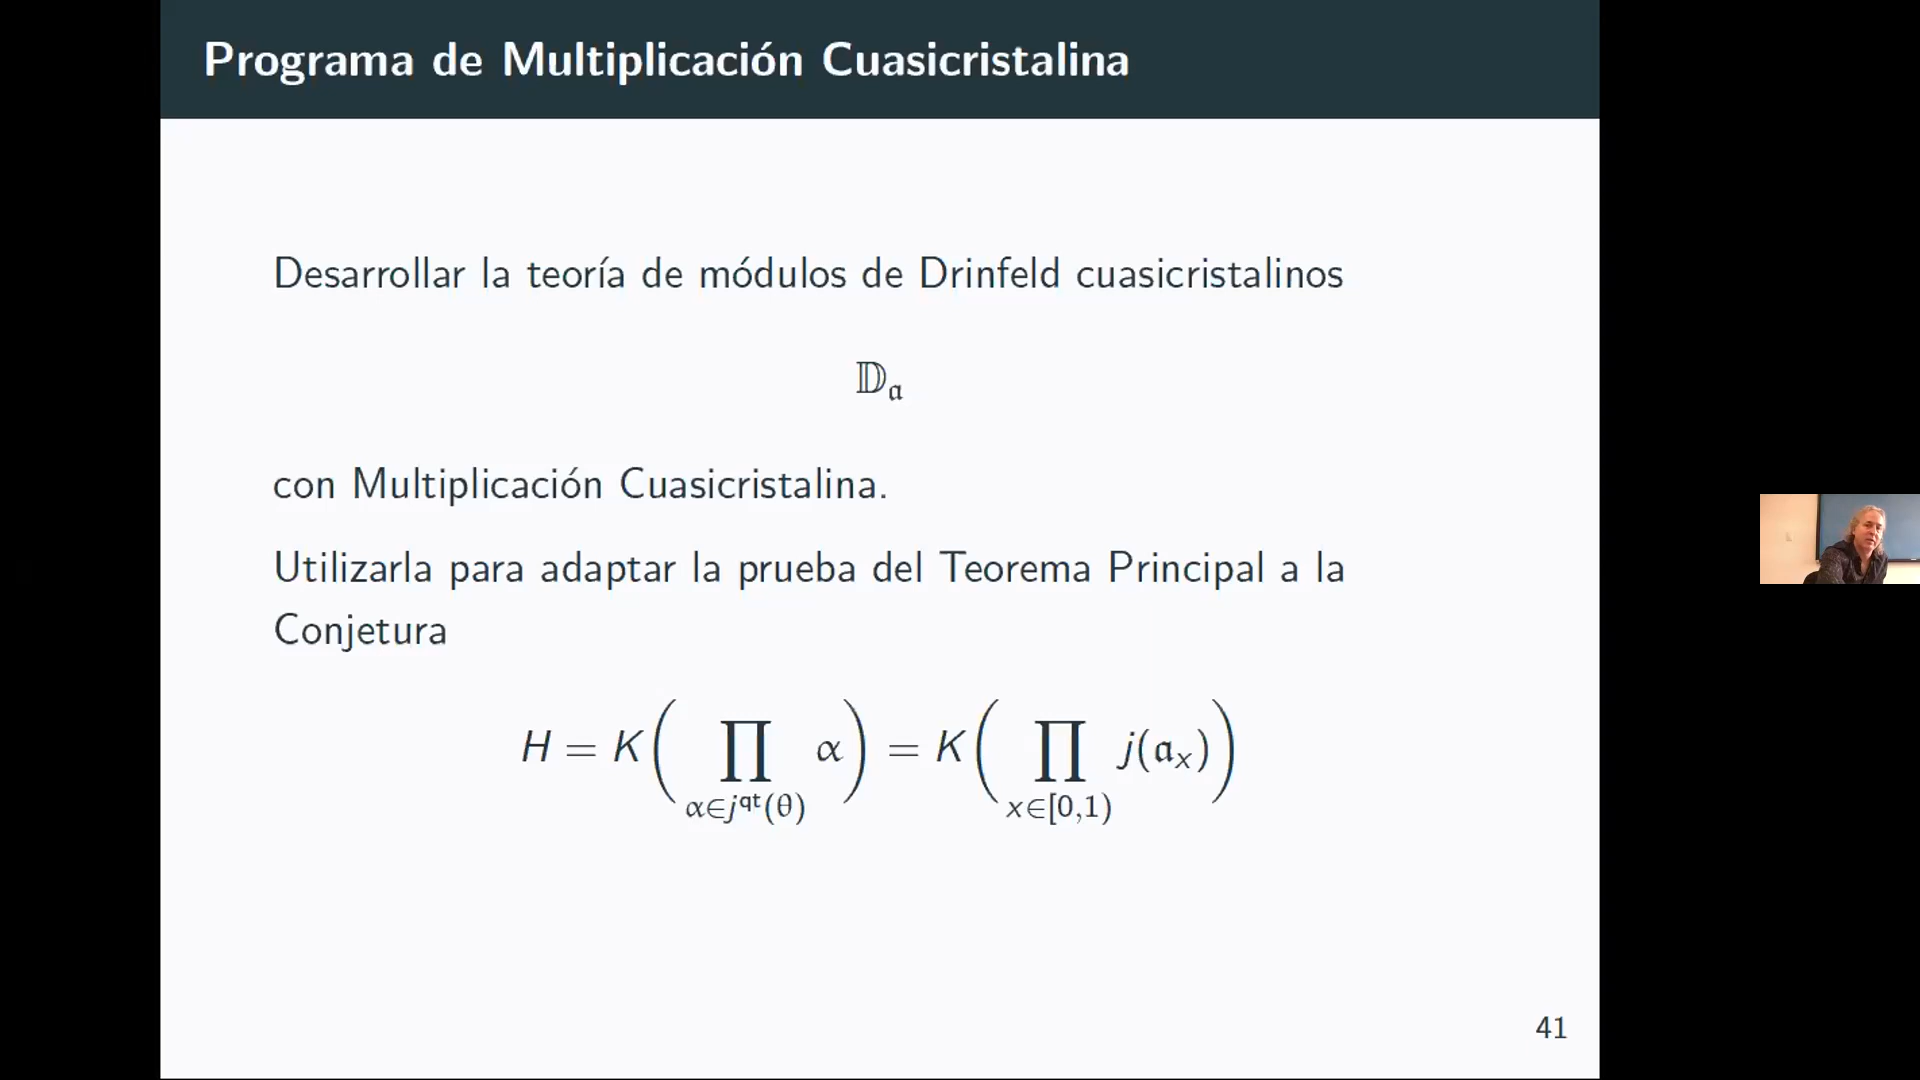 Programa de Multiplicación Cuasicristalina
Desarrollar la teoría de módulos de Drinfeld cuasicristalinos
𝔻_𝔞
con Multiplicación Cuasicristalina.
Utilizarla para adaptar la prueba del Teorema Principal a la
Conjetura
H = K(∏_{α∈j^{qt}(θ)} α) = K(∏_{x∈[0,1)} j(𝔞_x))
41